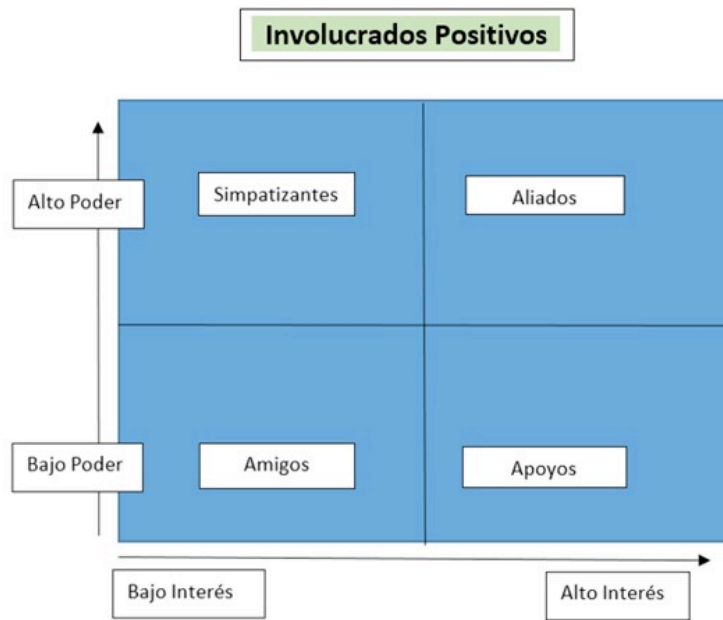 Involucrados Positivos
Alto Poder
Simpatizantes
Aliados
Bajo Poder
Amigos
Apoyos
Bajo Interés
Alto Interés